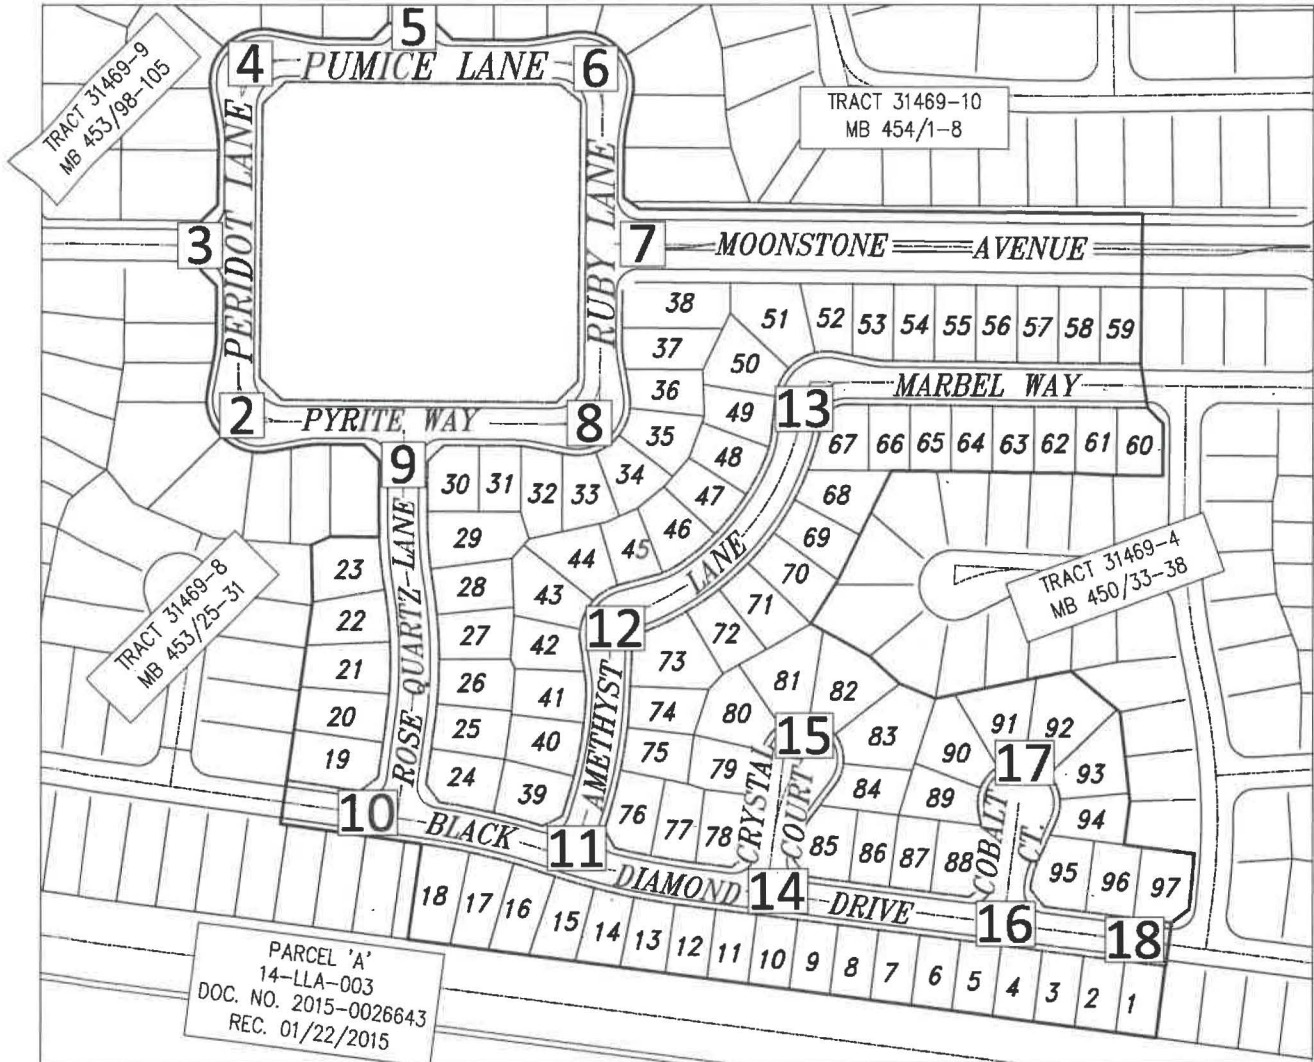 5
4
PUMICE LANE
6
TRACT 31469-9
MB 453/98-105
TRACT 31469-10
MB 454/1-8
PERIDOT LANE
RUBY LANE
3
7
MOONSTONE AVENUE
38
51
52 53 54 55 56 57 58 59
37
50
36
MARBEL WAY
2
PYRITE WAY
8
49
13
35
67 66 65 64 63 62 61 60
9
48
34
30 31 32 33
47
68
29
46
69
44
45
LANE
70
TRACT 31469-8
MB 453/25-31
TRACT 31469-4
MB 450/33-38
23
28
43
71
22
27
42
12
72
ROSE QUARTZ LANE
73
21
26
41
AMETHYST
81
82
91
92
20
25
40
74
80
15
83
90
17
93
19
24
39
75
79
84
89
94
CRYSTAL
COURT
COBALT
CT.
10
BLACK
11
76 77 78
85 86 87 88
95 96 97
DIAMOND
14
DRIVE
16
18
18 17 16 15 14 13 12 11 10 9 8 7 6 5 4 3 2 1
PARCEL 'A'
14-LLA-003
DOC. NO. 2015-0026643
REC. 01/22/2015